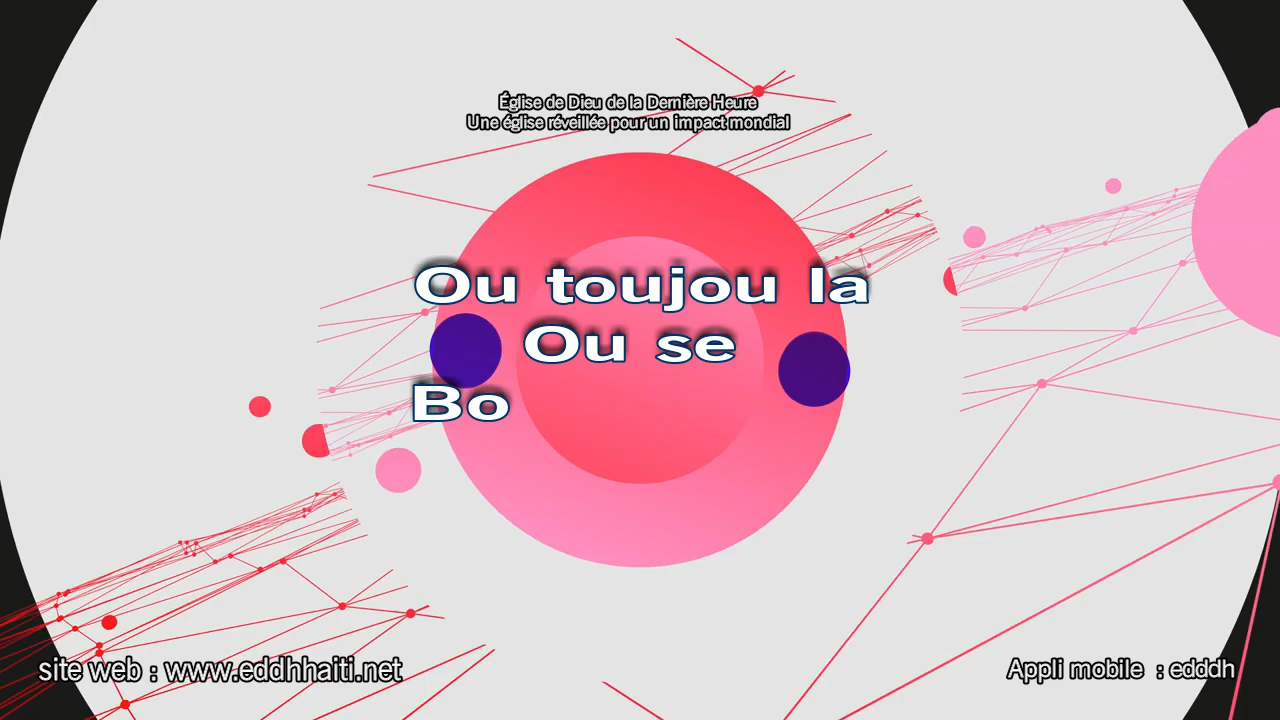 Église de Dieu de la Dernière Heure
Une église réveillée pour un impact mondial
Ou toujou la
Ou se
Bo
site web : www.eddhhaiti.net
Appli mobile : edddh